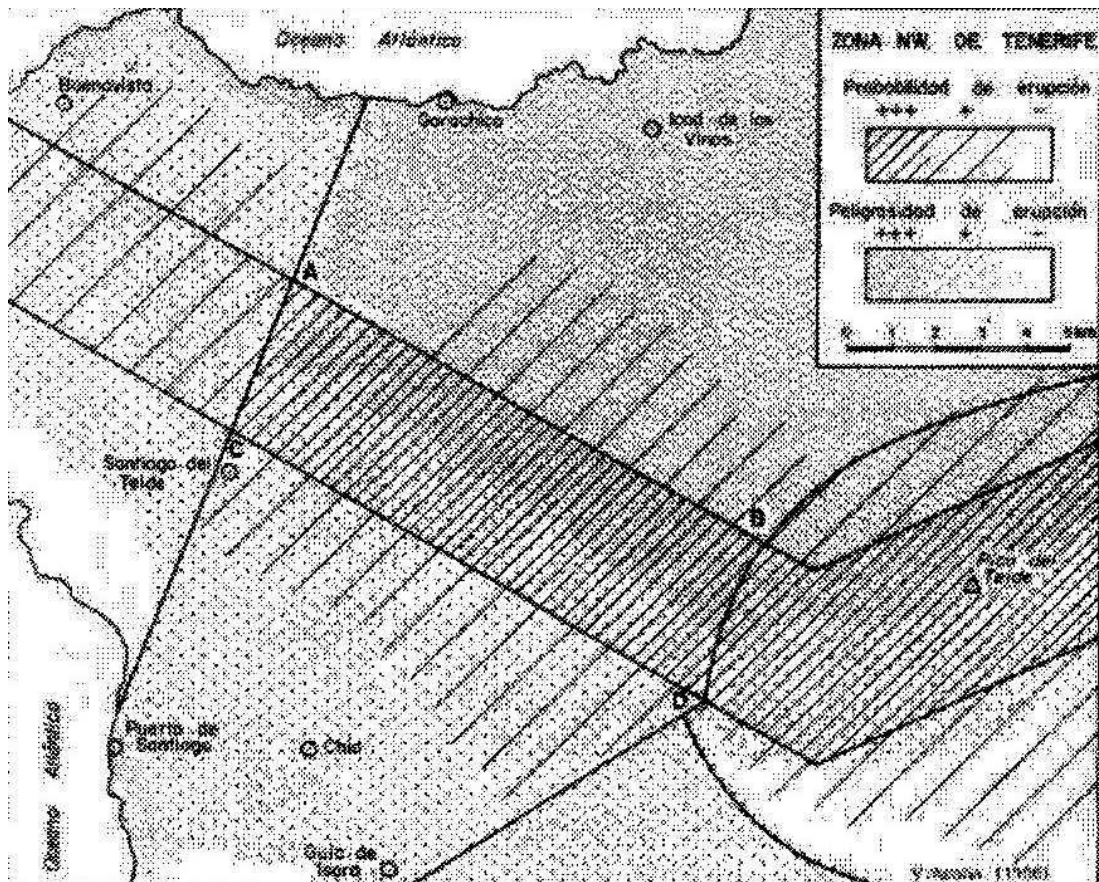 Oceano Atlántico
ZONA NW. DE TENERIFE
Probabilidad de erupción
+++ + -
Peligrosidad de erupción
+++ + -
0 1 2 3 4 5 km
Buenavista
Garachico
Icod de los
Vinos
A
C
Santiago del
Teide
B
Pico del
Teide
D
Puerto de
Santiago
Chío
Guía de
Isora
Oceano Atlántico